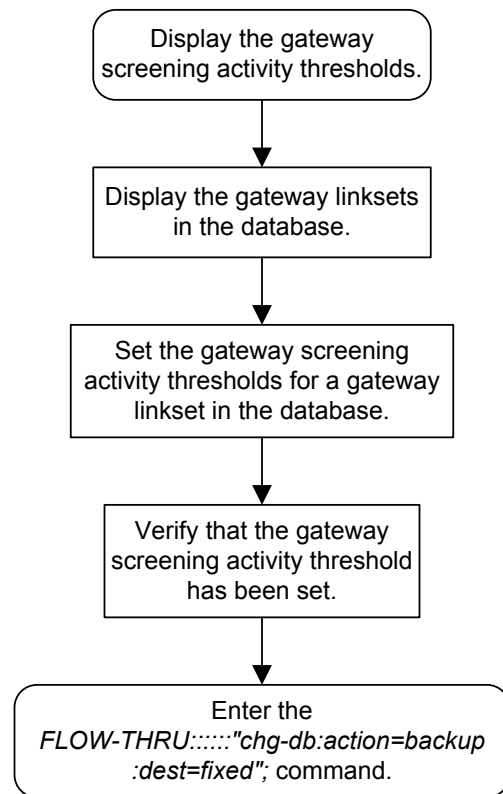 Display the gateway
screening activity thresholds.
Display the gateway linksets
in the database.
Set the gateway screening
activity thresholds for a gateway
linkset in the database.
Verify that the gateway
screening activity threshold
has been set.
Enter the
FLOW-THRU::::::"chg-db:action=backup
:dest=fixed"; command.